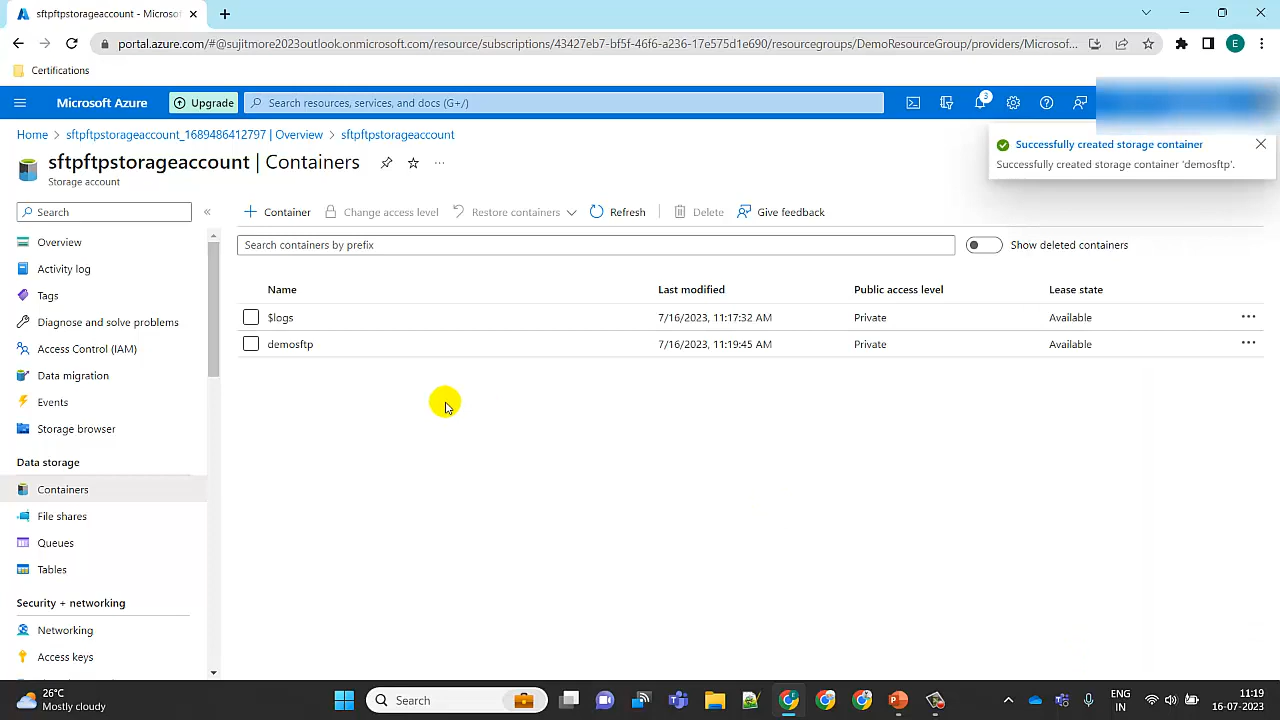 sftpftpstorageaccount - Microsof
portal.azure.com/#@sujitmore2023outlook.onmicrosoft.com/resource/subscriptions/43427eb7-bf5f-46f6-a236-17e575d1e690/resourcegroups/DemoResourceGroup/providers/Microsof...
E
Certifications
Microsoft Azure
Upgrade
Search resources, services, and docs (G+/)
3
Home > sftpftpstorageaccount_1689486412797 | Overview > sftpftpstorageaccount
sftpftpstorageaccount | Containers
Storage account
Successfully created storage container
Successfully created storage container 'demosftp'.
Search
Container
Change access level
Restore containers
Refresh
Delete
Give feedback
Search containers by prefix
Show deleted containers
Overview
Activity log
Tags
Diagnose and solve problems
Access Control (IAM)
Data migration
Events
Storage browser
Data storage
Containers
File shares
Queues
Tables
Security + networking
Networking
Access keys
Name Last modified Public access level Lease state
$logs 7/16/2023, 11:17:32 AM Private Available
demosftp 7/16/2023, 11:19:45 AM Private Available
26°C
Mostly cloudy
Search
ENG
IN
11:19
16-07-2023